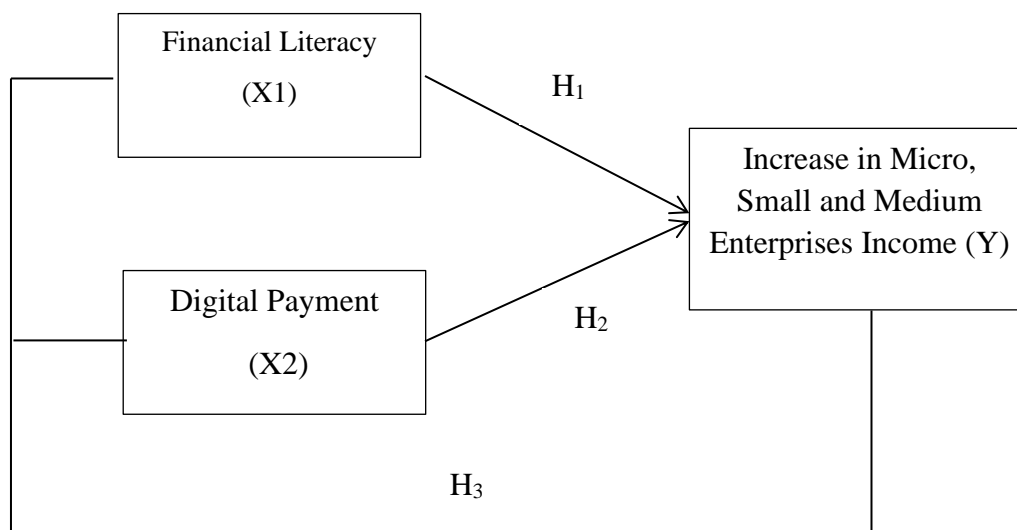 Financial Literacy
(X1)
H₁
Increase in Micro,
Small and Medium
Enterprises Income (Y)
Digital Payment
(X2)
H₂
H₃